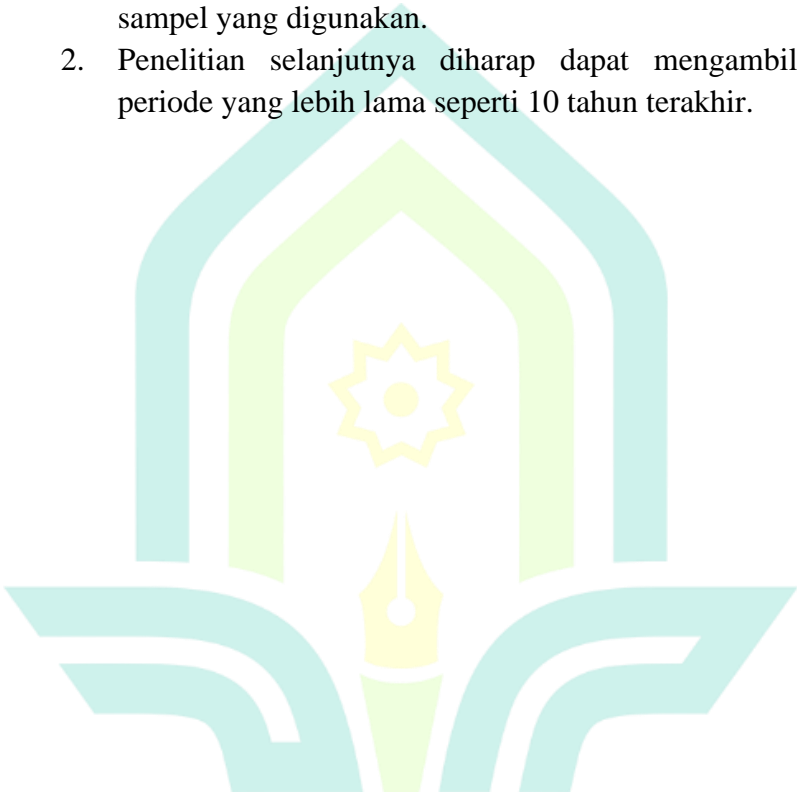 sampel yang digunakan.
2. Penelitian selanjutnya diharap dapat mengambil
periode yang lebih lama seperti 10 tahun terakhir.